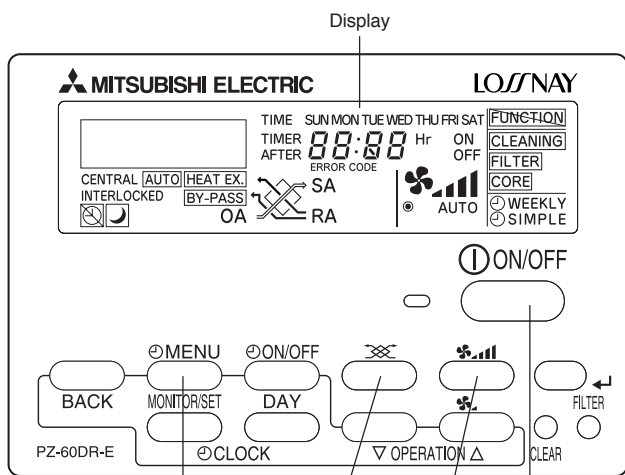 Display
MITSUBISHI ELECTRIC LOSSNAY
TIME SUN MON TUE WED THU FRI SAT FUNCTION
TIMER 88:88 Hr ON CLEANING
AFTER OFF FILTER
ERROR CODE
CENTRAL AUTO HEAT EX. SA CORE
INTERLOCKED BY-PASS AUTO WEEKLY
OA RA SIMPLE
ON/OFF
MENU ON/OFF
BACK MONITOR/SET DAY FILTER
PZ-60DR-E CLOCK ▽ OPERATION △ CLEAR